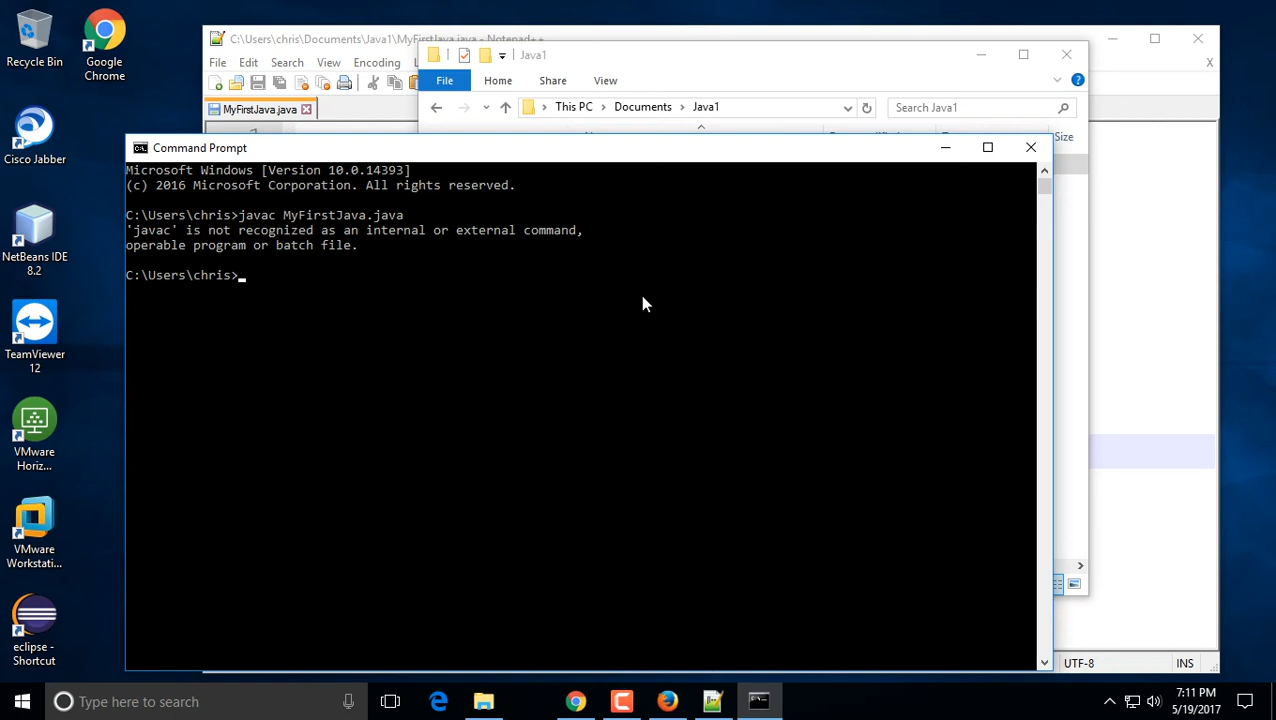 Recycle Bin
Google Chrome
Cisco Jabber
NetBeans IDE 8.2
TeamViewer 12
VMware Horiz...
VMware Workstati...
eclipse - Shortcut
C:\Users\chris\Documents\Java1\MyFirstJava.java - Notepad++
File Edit Search View Encoding
X
MyFirstJava.java
1
Java1
File Home Share View
This PC > Documents > Java1
Search Java1
Size
Command Prompt
Microsoft Windows [Version 10.0.14393]
(c) 2016 Microsoft Corporation. All rights reserved.
C:\Users\chris>javac MyFirstJava.java
'javac' is not recognized as an internal or external command,
operable program or batch file.
C:\Users\chris>
UTF-8 INS
Type here to search
7:11 PM
5/19/2017